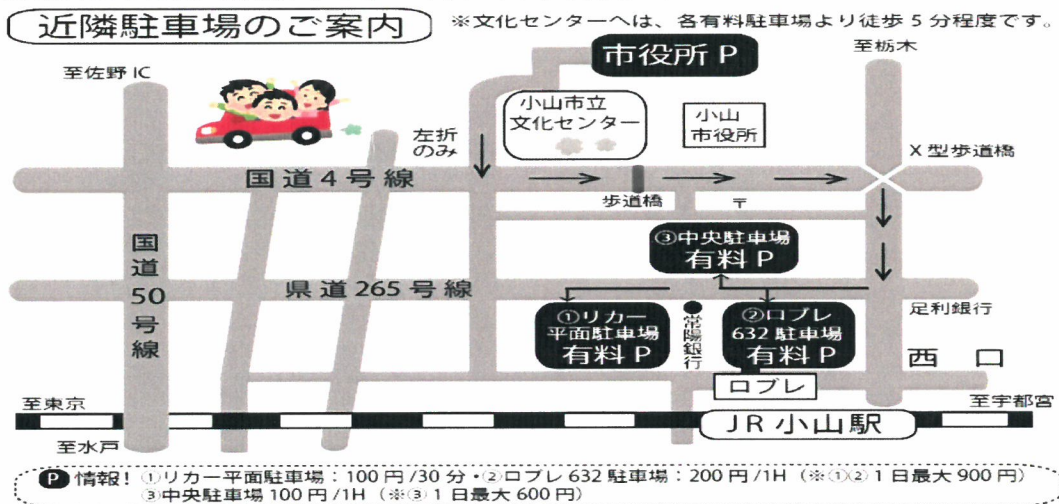 近隣駐車場のご案内
※文化センターへは、各有料駐車場より徒歩5分程度です。
至佐野IC
市役所P
至栃木
小山市立
文化センター
小山
市役所
左折
のみ
X型歩道橋
国道4号線
歩道橋
〒
国道50号線
③中央駐車場
有料P
県道265号線
足利銀行
①リカー
平面駐車場
有料P
常陽銀行
②ロブレ
632駐車場
有料P
西口
ロブレ
至東京
至宇都宮
JR小山駅
至水戸
P 情報!①リカー平面駐車場:100円/30分・②ロブレ632駐車場:200円/1H(※①②1日最大900円)
③中央駐車場100円/1H(※③1日最大600円)